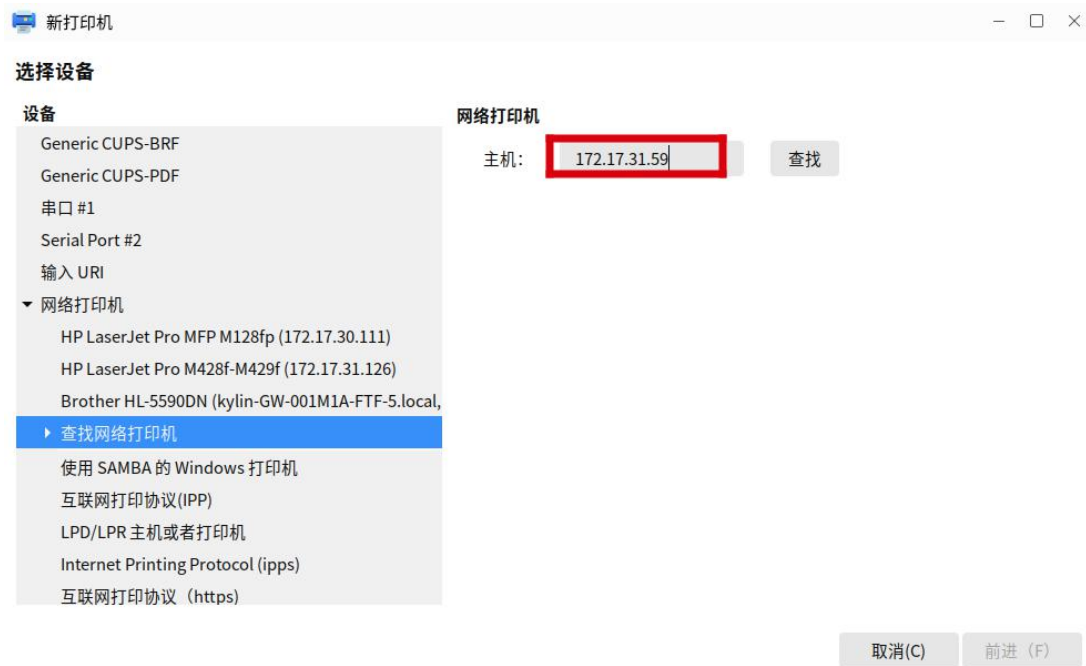 新打印机
选择设备
设备
Generic CUPS-BRF
Generic CUPS-PDF
串口 #1
Serial Port #2
输入 URI
网络打印机
HP LaserJet Pro MFP M128fp (172.17.30.111)
HP LaserJet Pro M428f-M429f (172.17.31.126)
Brother HL-5590DN (kylin-GW-001M1A-FTF-5.local,
查找网络打印机
使用 SAMBA 的 Windows 打印机
互联网打印协议(IPP)
LPD/LPR 主机或者打印机
Internet Printing Protocol (ipps)
互联网打印协议（https)
网络打印机
主机： 172.17.31.59 查找
取消(C) 前进（F）